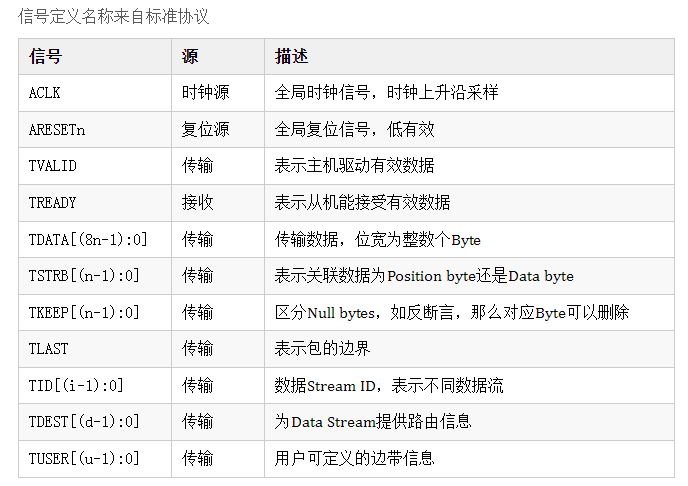 信号定义名称来自标准协议
信号 源 描述
ACLK 时钟源 全局时钟信号，时钟上升沿采样
ARESETn 复位源 全局复位信号，低有效
TVALID 传输 表示主机驱动有效数据
TREADY 接收 表示从机能接受有效数据
TDATA[(8n-1):0] 传输 传输数据，位宽为整数个Byte
TSTRB[(n-1):0] 传输 表示关联数据为Position byte还是Data byte
TKEEP[(n-1):0] 传输 区分Null bytes，如反断言，那么对应Byte可以删除
TLAST 传输 表示包的边界
TID[(i-1):0] 传输 数据Stream ID，表示不同数据流
TDEST[(d-1):0] 传输 为Data Stream提供路由信息
TUSER[(u-1):0] 传输 用户可定义的边带信息